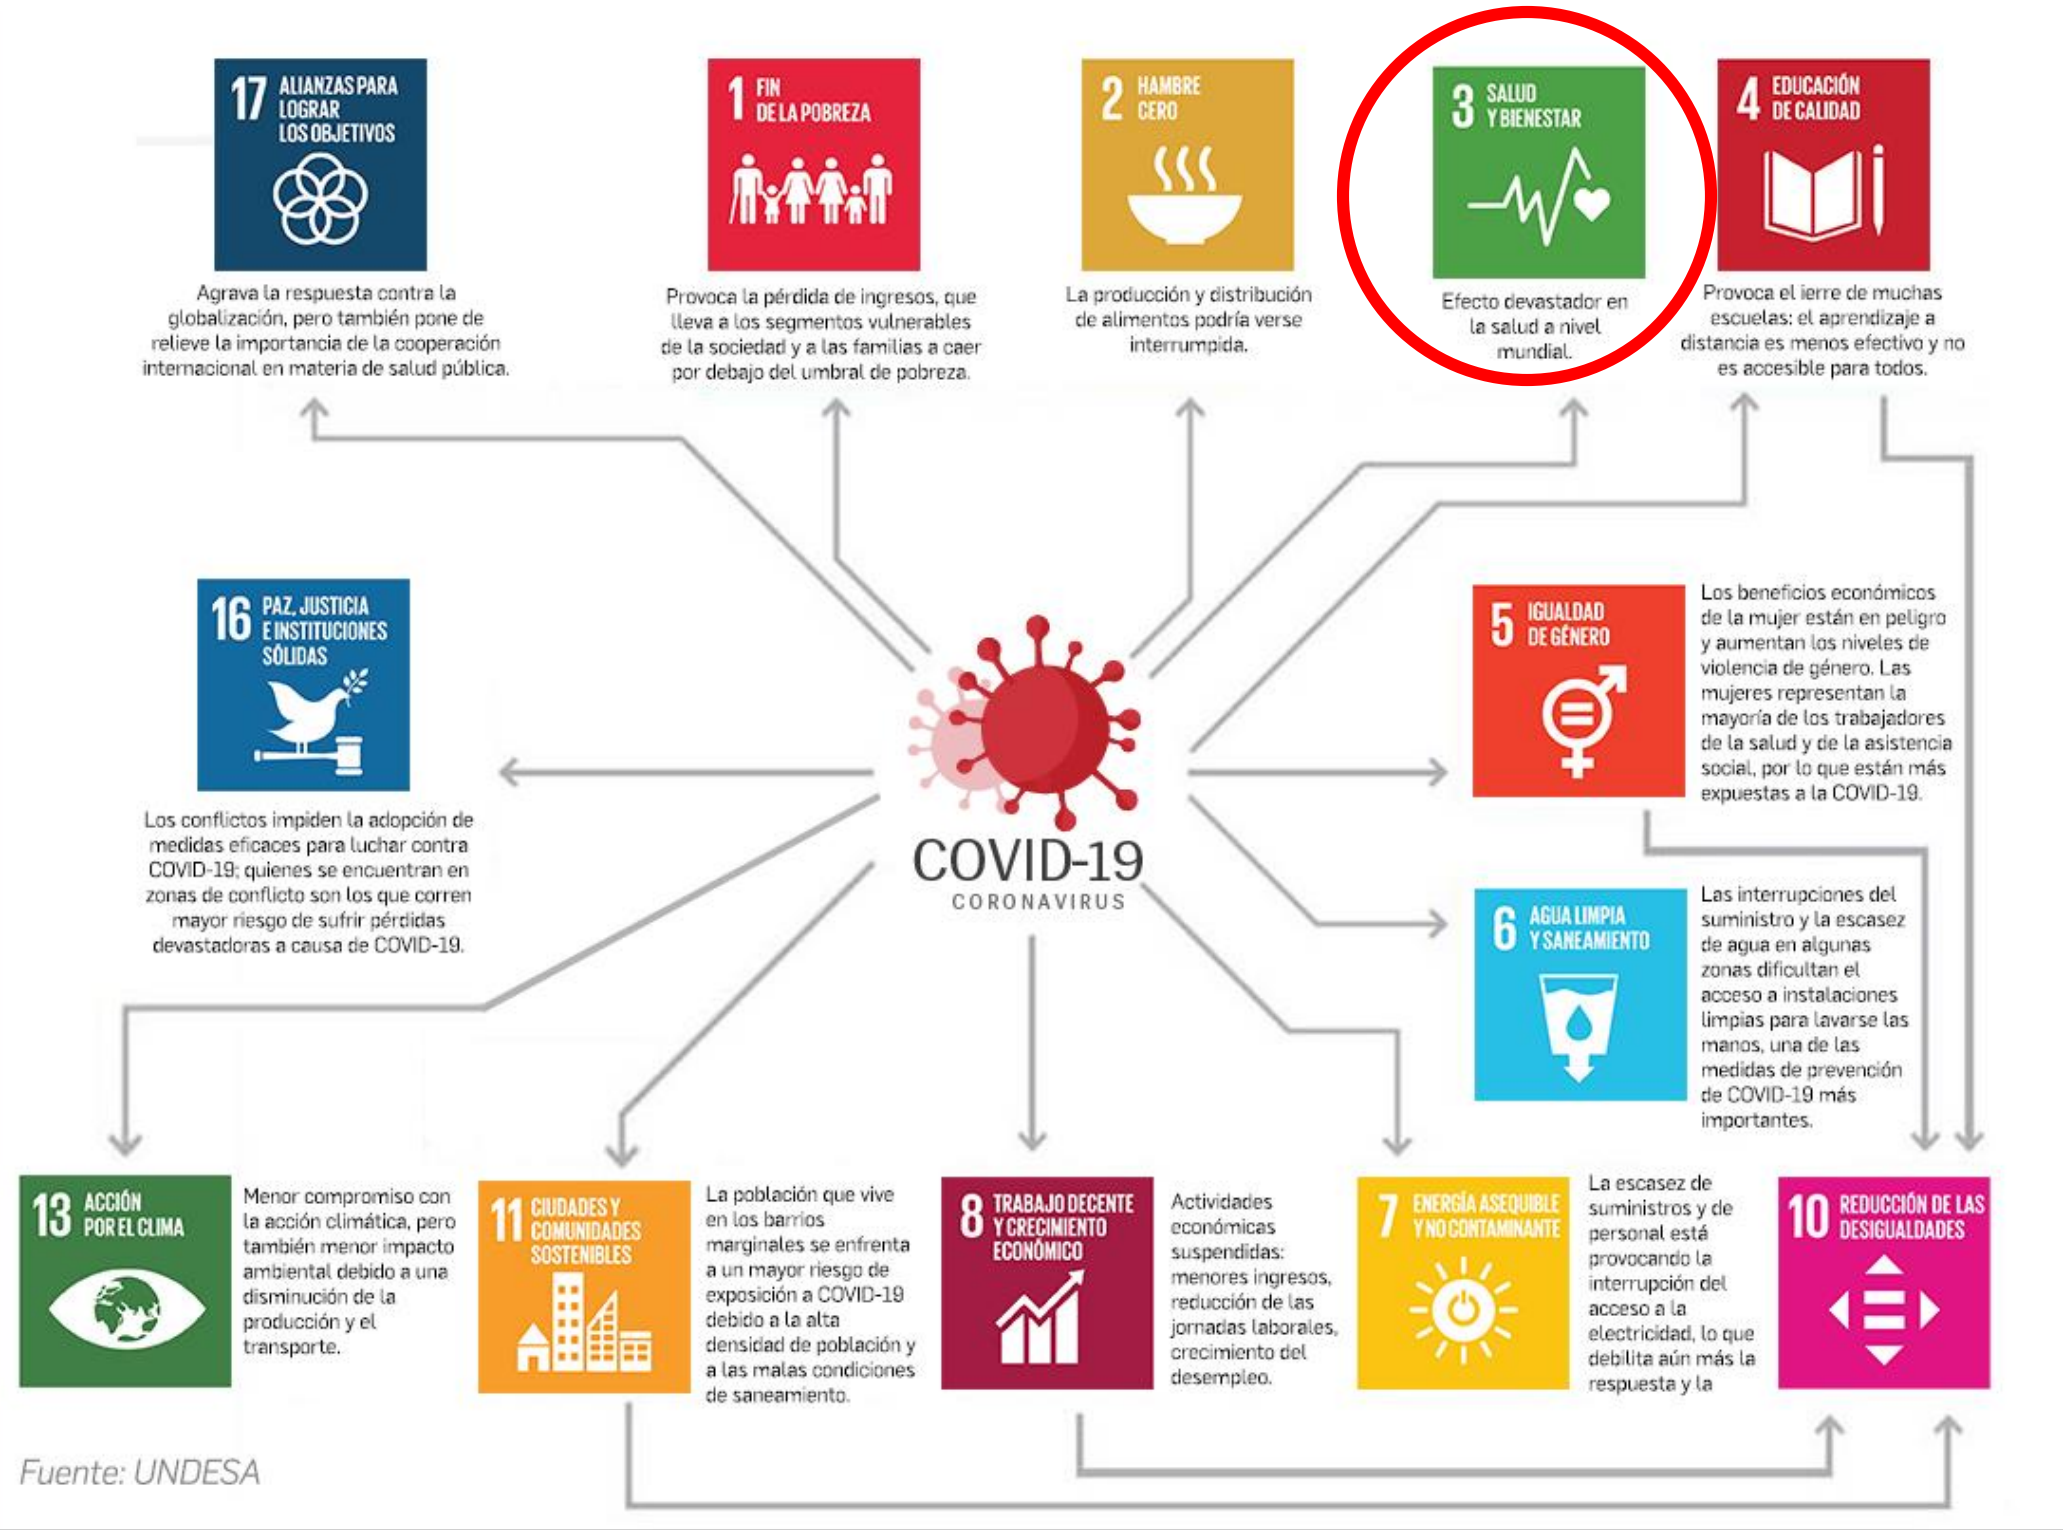 17 ALIANZAS PARA
LOGRAR
LOS OBJETIVOS
Agrava la respuesta contra la
globalización, pero también pone de
relieve la importancia de la cooperación
internacional en materia de salud pública.
1 FIN
DE LA POBREZA
Provoca la pérdida de ingresos, que
lleva a los segmentos vulnerables
de la sociedad y a las familias a caer
por debajo del umbral de pobreza.
2 HAMBRE
CERO
La producción y distribución
de alimentos podría verse
interrumpida.
3 SALUD
Y BIENESTAR
Efecto devastador en
la salud a nivel
mundial.
4 EDUCACIÓN
DE CALIDAD
Provoca el ierre de muchas
escuelas: el aprendizaje a
distancia es menos efectivo y no
es accesible para todos.
16 PAZ, JUSTICIA
E INSTITUCIONES
SÓLIDAS
Los conflictos impiden la adopción de
medidas eficaces para luchar contra
COVID-19; quienes se encuentran en
zonas de conflicto son los que corren
mayor riesgo de sufrir pérdidas
devastadoras a causa de COVID-19.
COVID-19
CORONAVIRUS
5 IGUALDAD
DE GÉNERO
Los beneficios económicos
de la mujer están en peligro
y aumentan los niveles de
violencia de género. Las
mujeres representan la
mayoría de los trabajadores
de la salud y de la asistencia
social, por lo que están más
expuestas a la COVID-19.
6 AGUA LIMPIA
Y SANEAMIENTO
Las interrupciones del
suministro y la escasez
de agua en algunas
zonas dificultan el
acceso a instalaciones
limpias para lavarse las
manos, una de las
medidas de prevención
de COVID-19 más
importantes.
13 ACCIÓN
POR EL CLIMA
Menor compromiso con
la acción climática, pero
también menor impacto
ambiental debido a una
disminución de la
producción y el
transporte.
11 CIUDADES Y
COMUNIDADES
SOSTENIBLES
La población que vive
en los barrios
marginales se enfrenta
a un mayor riesgo de
exposición a COVID-19
debido a la alta
densidad de población y
a las malas condiciones
de saneamiento.
8 TRABAJO DECENTE
Y CRECIMIENTO
ECONÓMICO
Actividades
económicas
suspendidas:
menores ingresos,
reducción de las
jornadas laborales,
crecimiento del
desempleo.
7 ENERGÍA ASEQUIBLE
Y NO CONTAMINANTE
La escasez de
suministros y de
personal está
provocando la
interrupción del
acceso a la
electricidad, lo que
debilita aún más la
respuesta y la
10 REDUCCIÓN DE LAS
DESIGUALDADES
Fuente: UNDESA